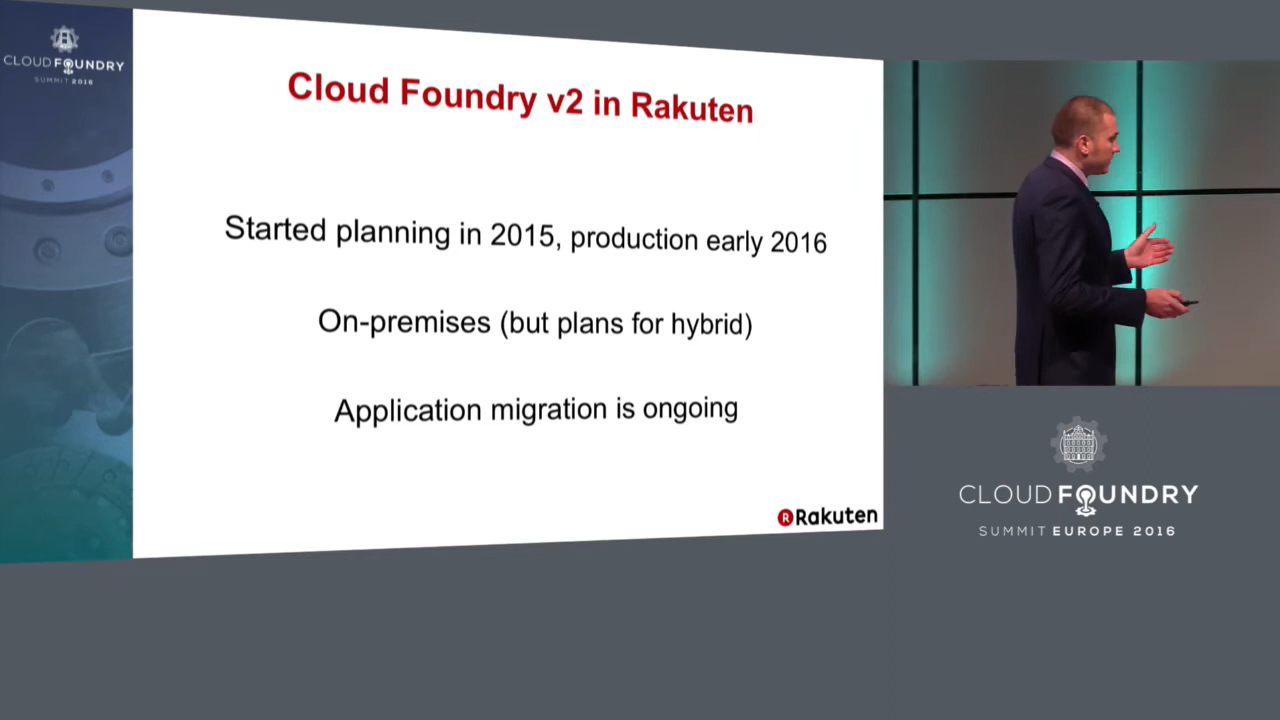 CLOUD FOUNDRY
SUMMIT 2016
Cloud Foundry v2 in Rakuten
Started planning in 2015, production early 2016
On-premises (but plans for hybrid)
Application migration is ongoing
R Rakuten
CLOUD FOUNDRY
SUMMIT EUROPE 2016